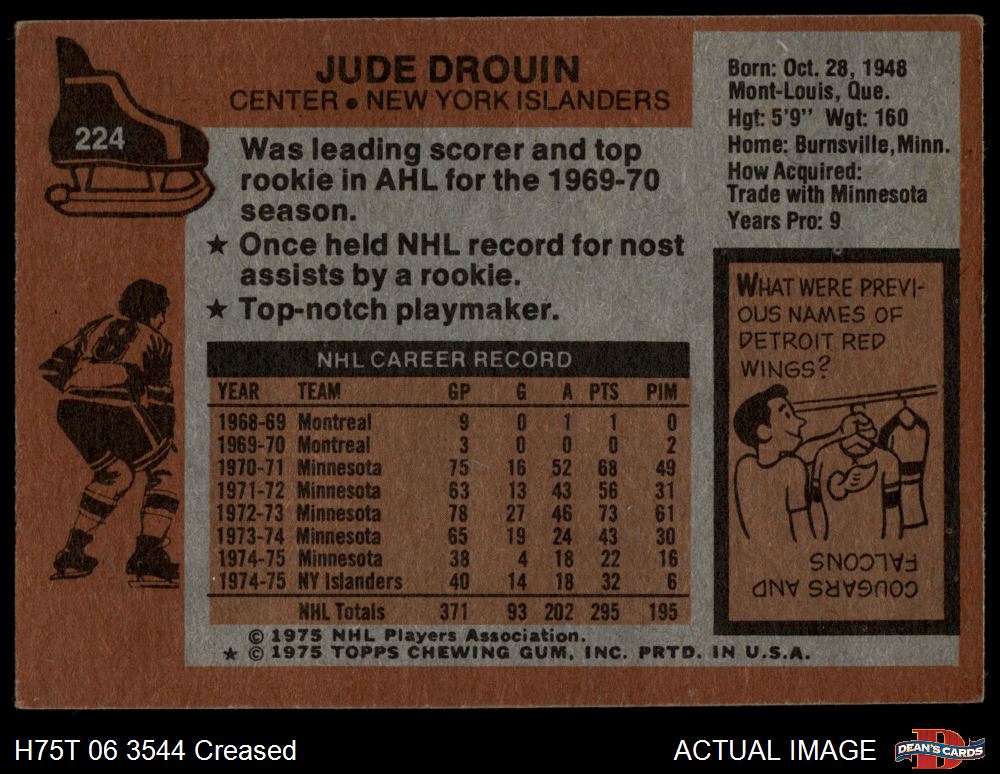 224
JUDE DROUIN
CENTER • NEW YORK ISLANDERS
Was leading scorer and top
rookie in AHL for the 1969-70
season.
★ Once held NHL record for nost
assists by a rookie.
★ Top-notch playmaker.
NHL CAREER RECORD
YEAR TEAM GP G A PTS PIM
1968-69 Montreal 9 0 1 1 0
1969-70 Montreal 3 0 0 0 2
1970-71 Minnesota 75 16 52 68 49
1971-72 Minnesota 63 13 43 56 31
1972-73 Minnesota 78 27 46 73 61
1973-74 Minnesota 65 19 24 43 30
1974-75 Minnesota 38 4 18 22 16
1974-75 NY Islanders 40 14 18 32 6
NHL Totals 371 93 202 295 195
© 1975 NHL Players Association.
★ © 1975 TOPPS CHEWING GUM, INC. PRTD. IN U.S.A.
Born: Oct. 28, 1948
Mont-Louis, Que.
Hgt: 5'9" Wgt: 160
Home: Burnsville, Minn.
How Acquired:
Trade with Minnesota
Years Pro: 9
WHAT WERE PREVI-
OUS NAMES OF
DETROIT RED
WINGS?
COUGARS AND
FALCONS
8
H75T 06 3544 Creased
ACTUAL IMAGE
D
DEAN'S CARDS